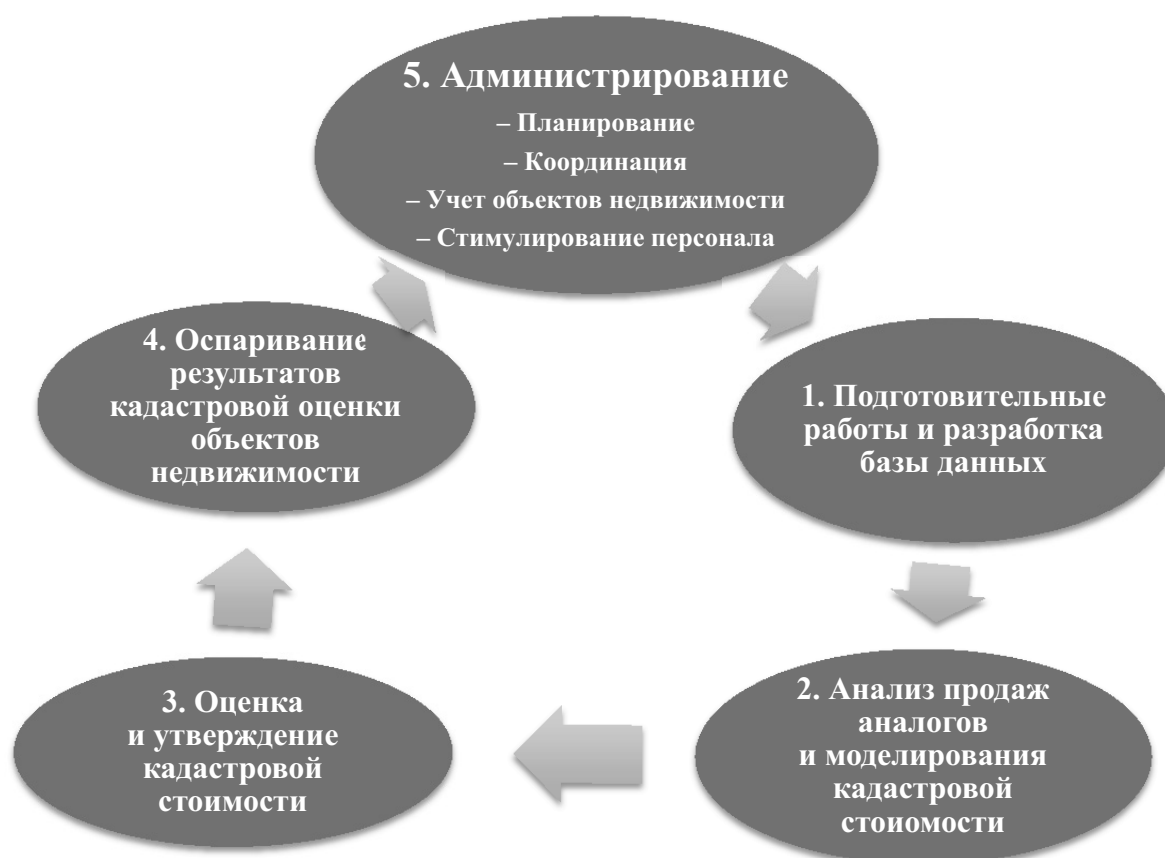 5. Администрирование
– Планирование
– Координация
– Учет объектов недвижимости
– Стимулирование персонала
4. Оспаривание
результатов
кадастровой оценки
объектов
недвижимости
1. Подготовительные
работы и разработка
базы данных
3. Оценка
и утверждение
кадастровой
стоимости
2. Анализ продаж
аналогов
и моделирования
кадастровой
стоиомости